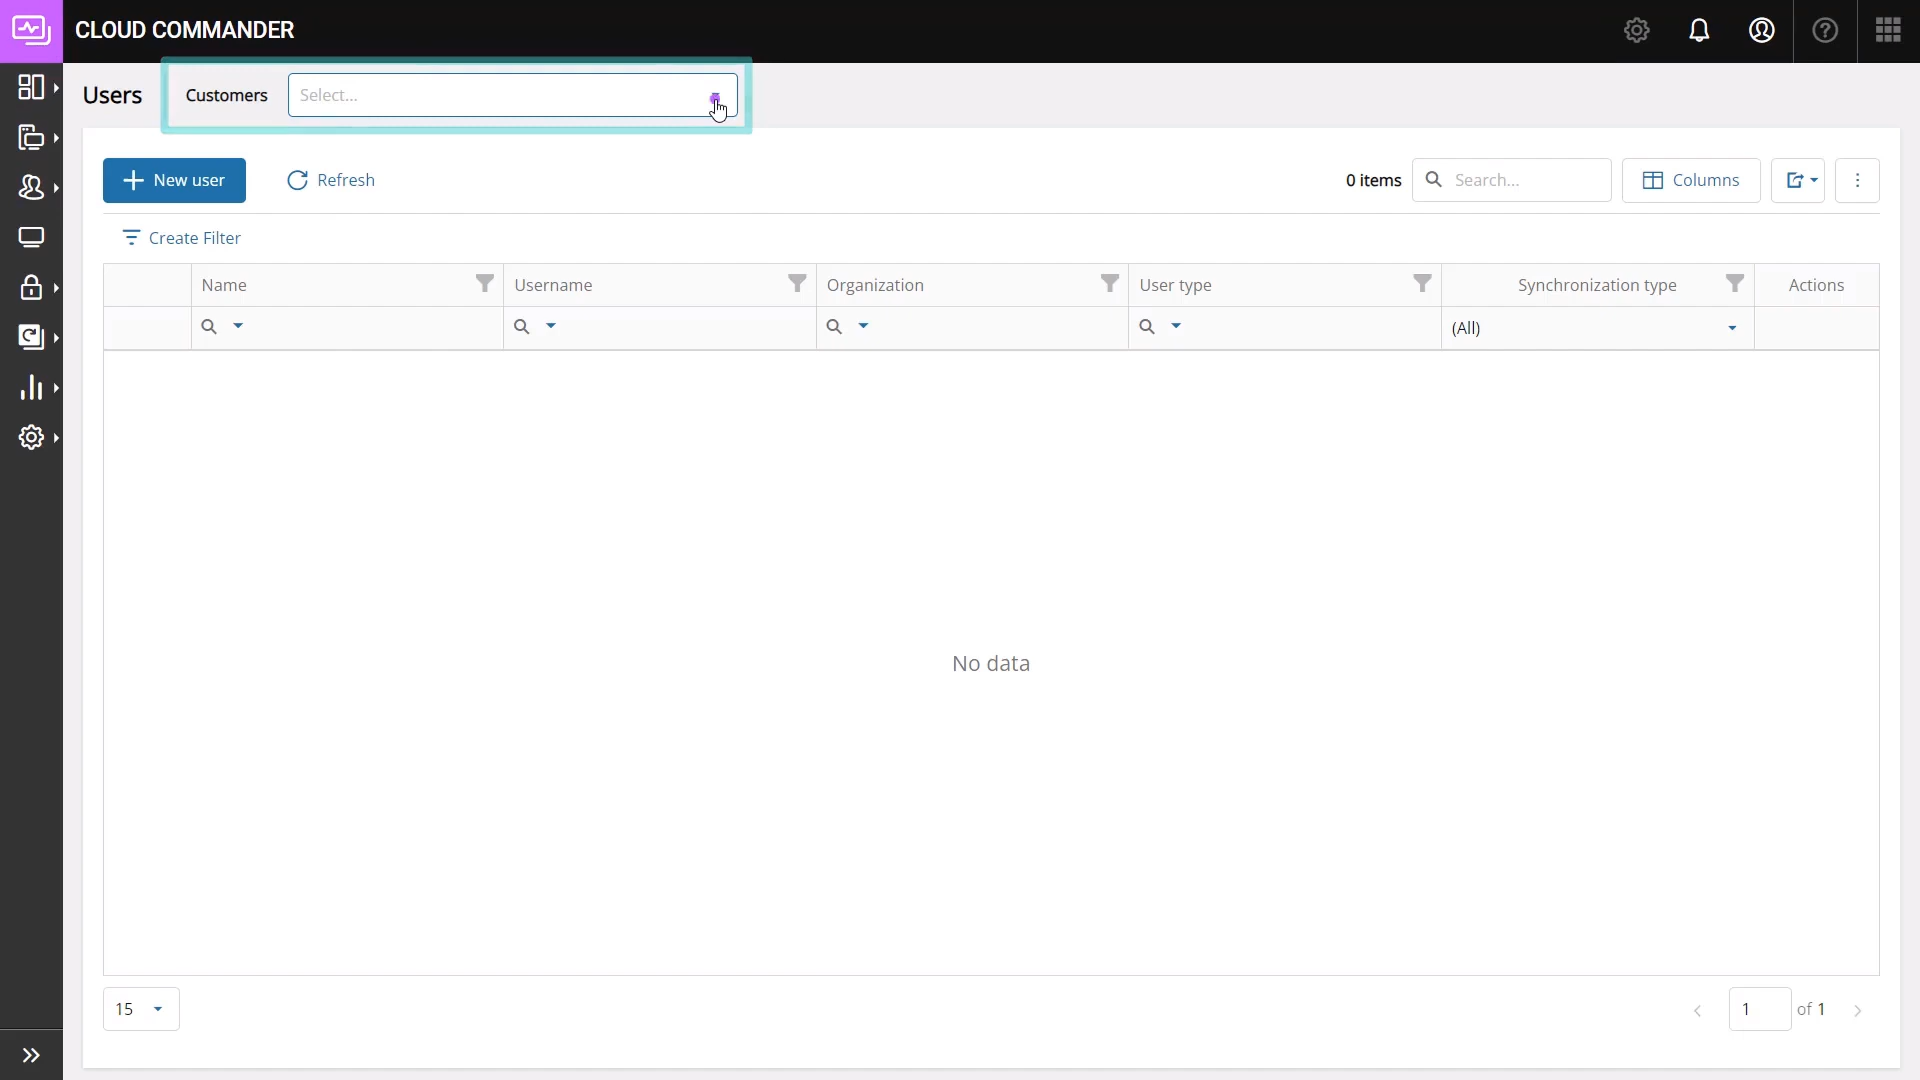 CLOUD COMMANDER
Users Customers Select...
New user Refresh 0 items Search... Columns
Create Filter
Name Username Organization User type Synchronization type Actions
(All)
No data
15 1 of 1